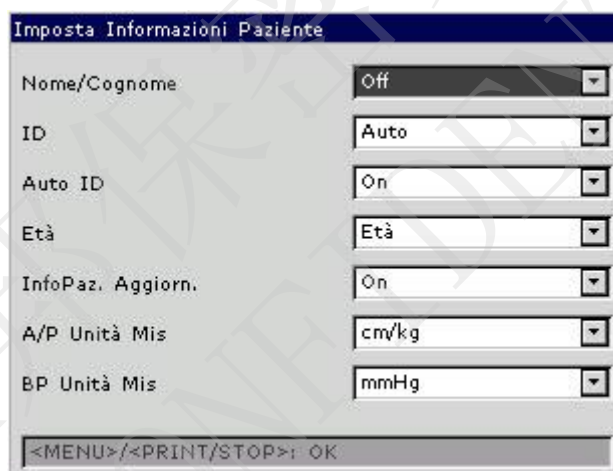 Imposta Informazioni Paziente
Nome/Cognome Off
ID Auto
Auto ID On
Età Età
InfoPaz. Aggiorn. On
A/P Unità Mis cm/kg
BP Unità Mis mmHg
<MENU>/<PRINT/STOP>: OK